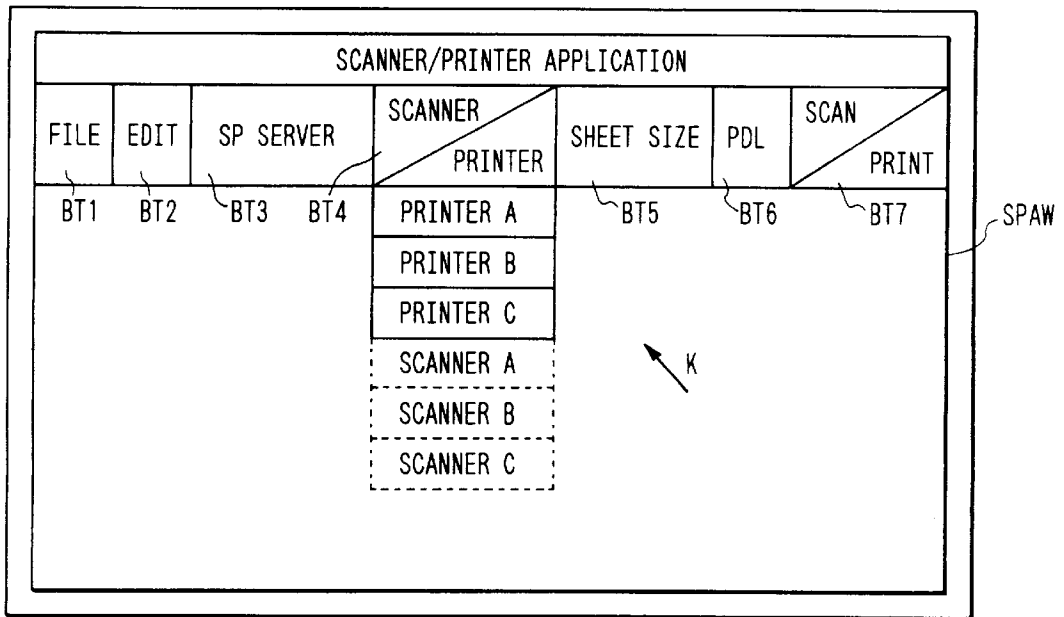 SCANNER/PRINTER APPLICATION
FILE EDIT SP SERVER SCANNER PRINTER SHEET SIZE PDL SCAN PRINT
BT1 BT2 BT3 BT4 BT5 BT6 BT7 SPAW
PRINTER A
PRINTER B
PRINTER C
SCANNER A K
SCANNER B
SCANNER C